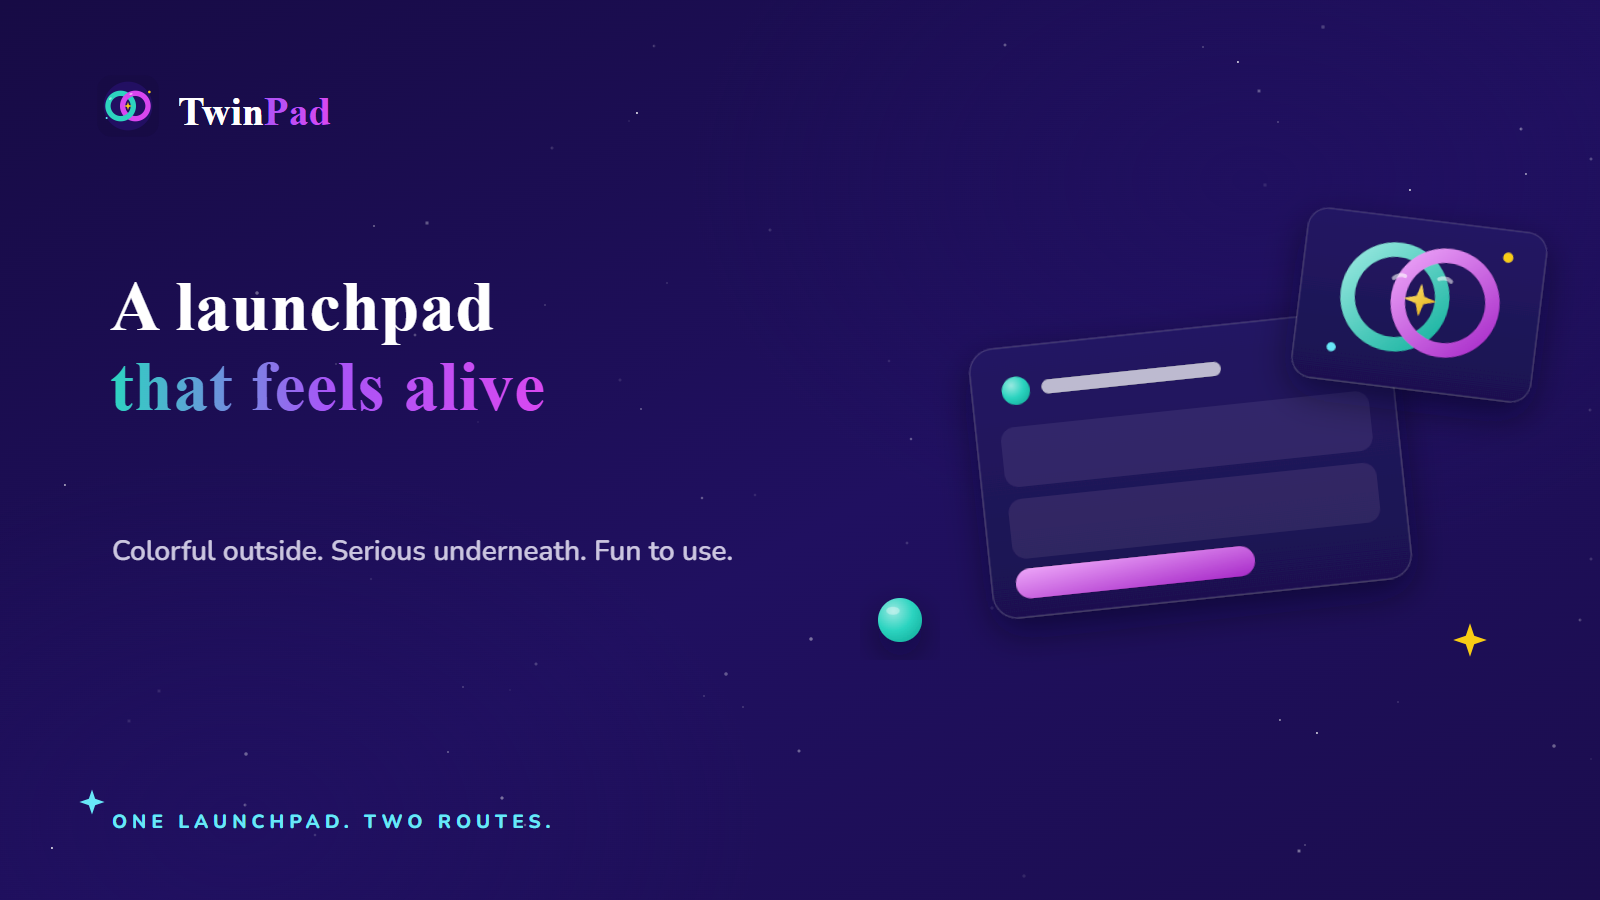 TwinPad
A launchpad
that feels alive
Colorful outside. Serious underneath. Fun to use.
ONE LAUNCHPAD. TWO ROUTES.